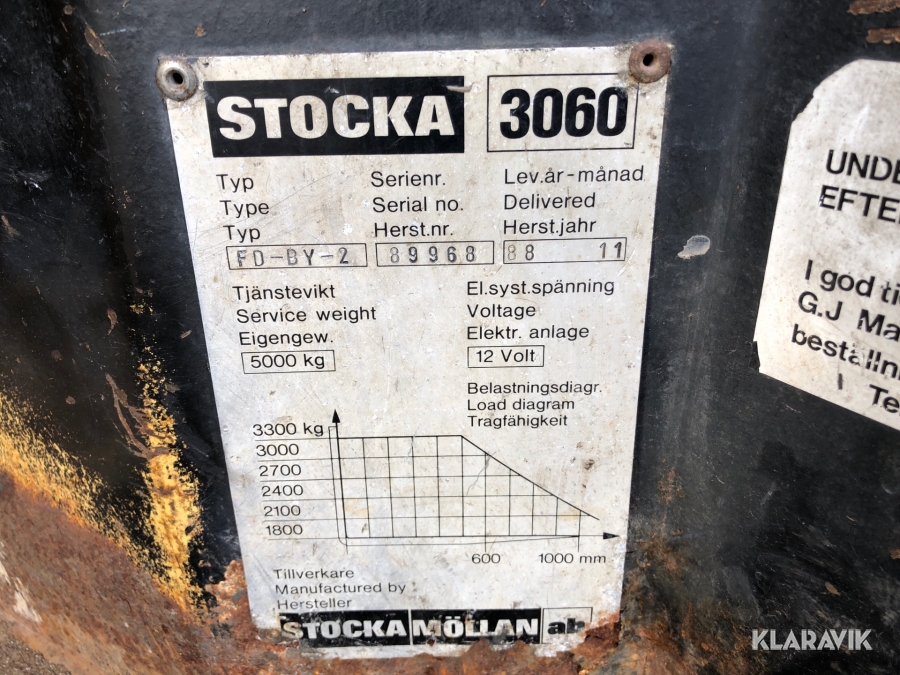 STOCKA 3060
Typ Serienr. Lev.år-månad
Type Serial no. Delivered
Typ Herst.nr. Herst.jahr
FD-BY-2 89968 88 11
Tjänstevikt El.syst.spänning
Service weight Voltage
Eigengew. Elektr. anlage
5000 kg 12 Volt
Belastningsdiagr.
Load diagram
Tragfähigkeit
3300 kg
3000
2700
2400
2100
1800
600 1000 mm
Tillverkare
Manufactured by
Hersteller
STOCKA MÖLLAN ab
UNDE
EFTE
I god ti
G.J Ma
beställni
Te
KLARAVIK